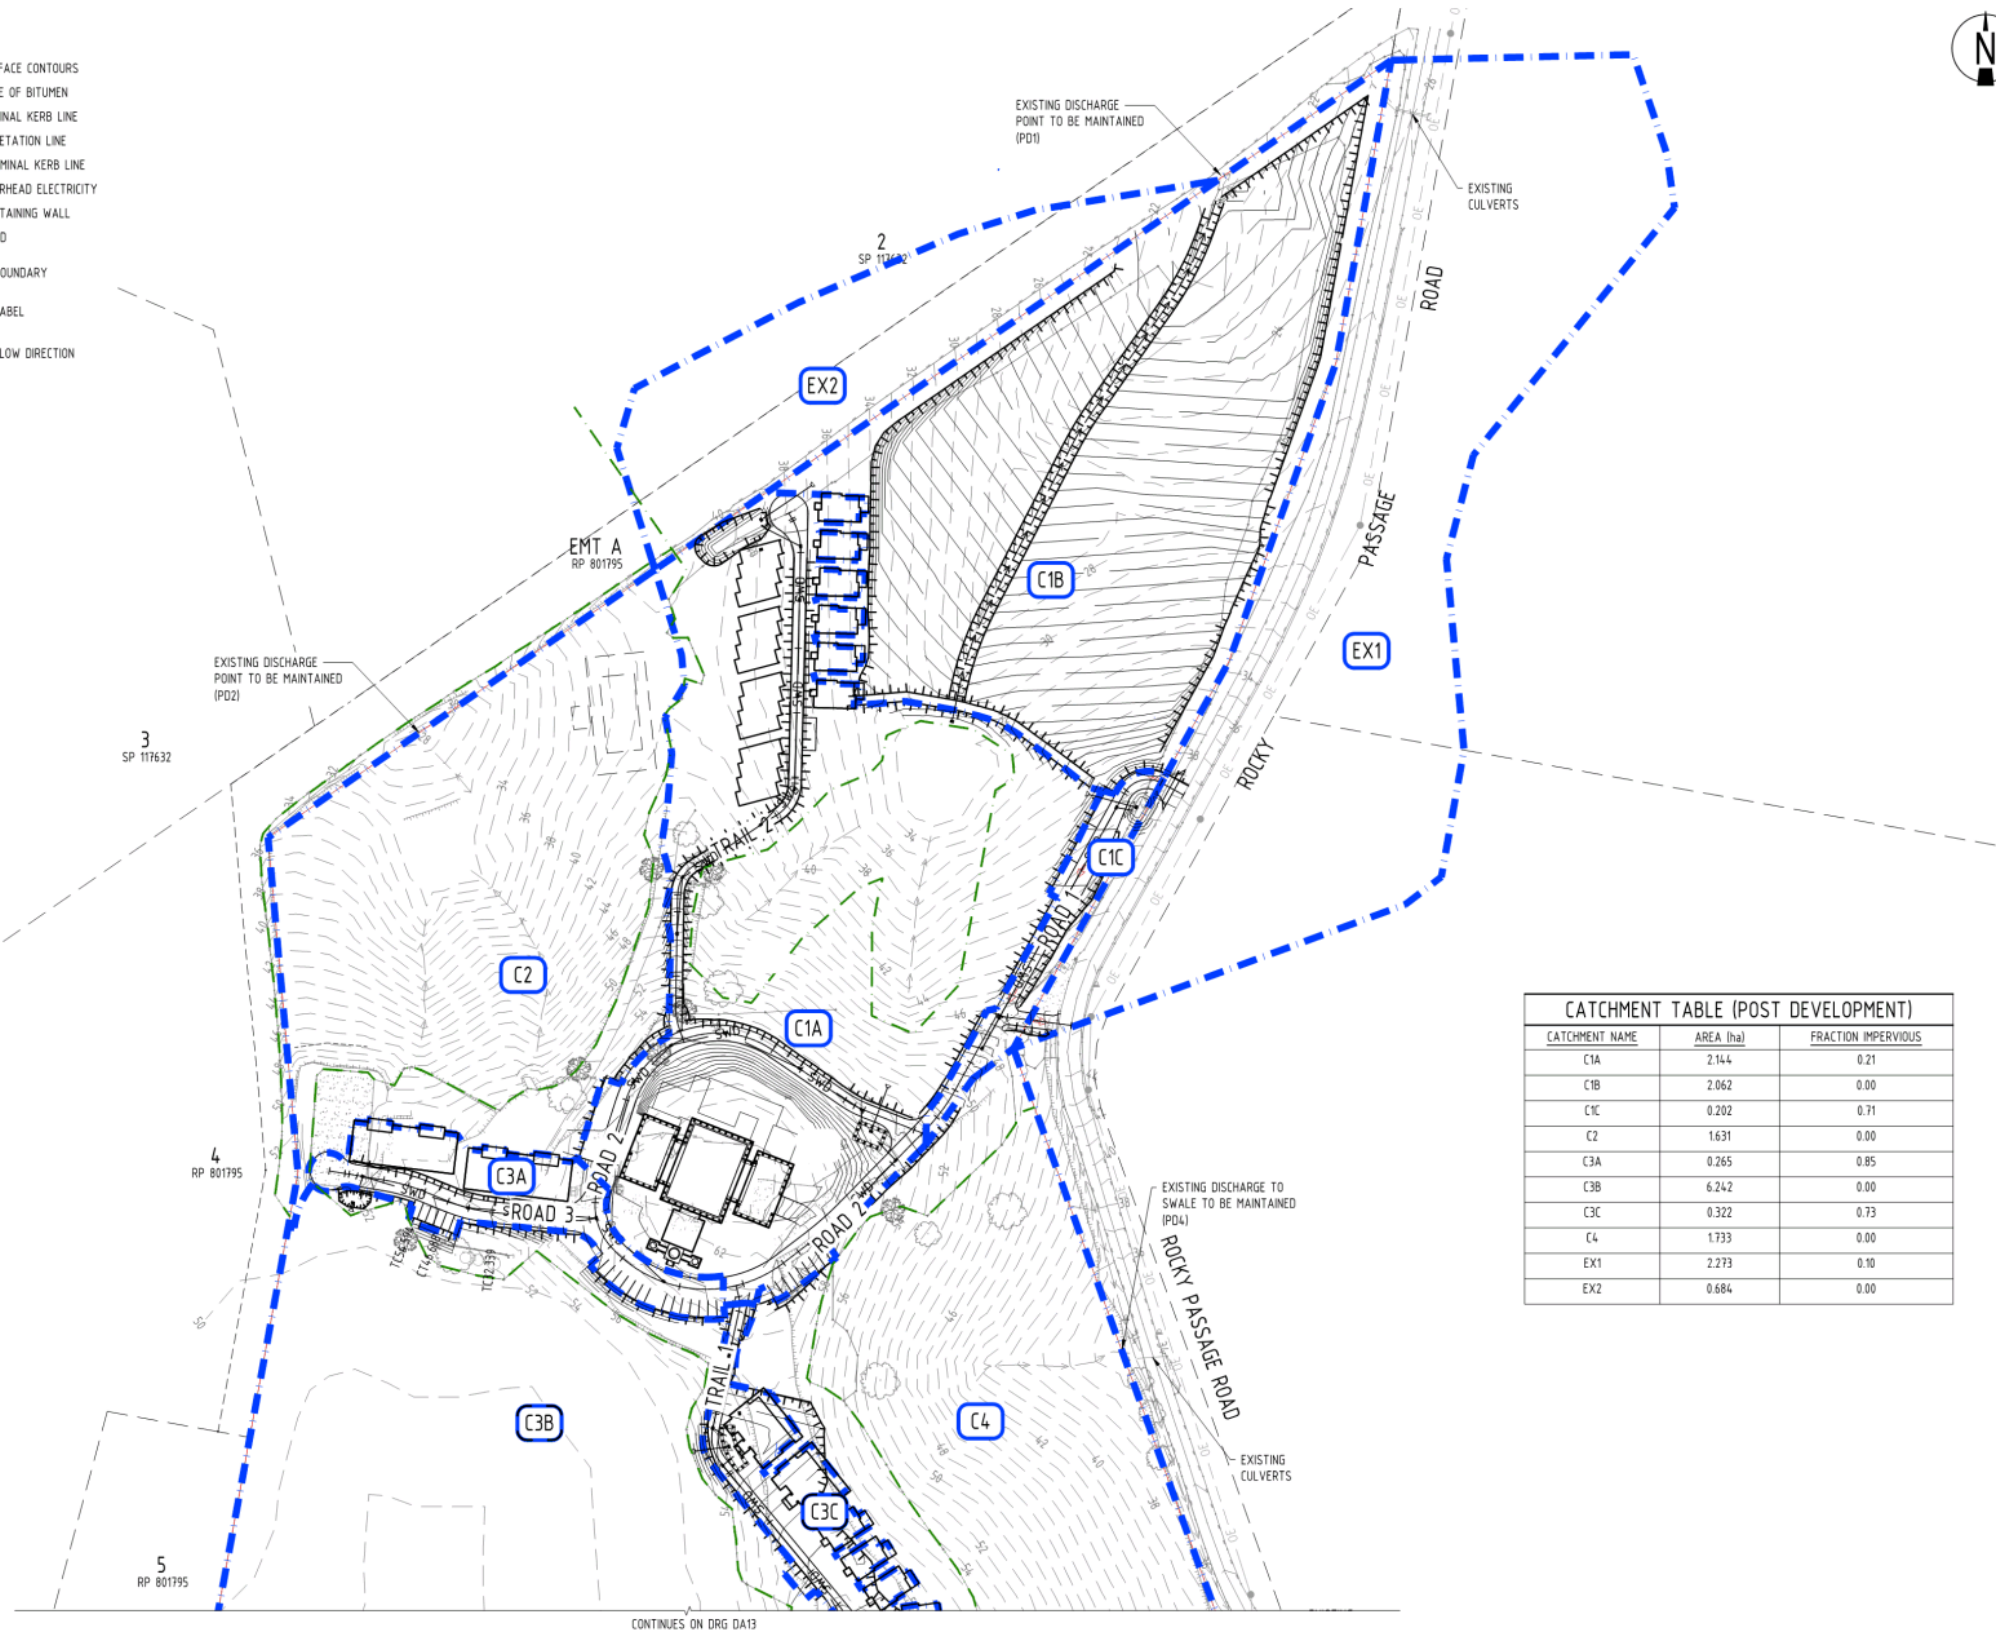 N
FACE CONTOURS
E OF BITUMEN
INAL KERB LINE
ETATION LINE
MINAL KERB LINE
RHEAD ELECTRICITY
TAINING WALL
D
OUNDARY
ABEL
LOW DIRECTION
EXISTING DISCHARGE
POINT TO BE MAINTAINED
(PD1)
EXISTING
CULVERTS
2
SP 117632
ROAD
PASSAGE
ROCKY
EX2
EMT A
RP 801795
C1B
EX1
EXISTING DISCHARGE
POINT TO BE MAINTAINED
(PD2)
3
SP 117632
TRAIL 2
C1C
ROAD 1
C2
C1A
4
RP 801795
C3A
ROAD 2
ROAD 3
ROAD 2
SWD
EXISTING DISCHARGE TO
SWALE TO BE MAINTAINED
(PD4)
ROCKY PASSAGE ROAD
TRAIL 1
C3B
C4
EXISTING
CULVERTS
C3C
5
RP 801795
CONTINUES ON DRG DA13
CATCHMENT TABLE (POST DEVELOPMENT)
CATCHMENT NAME AREA (ha) FRACTION IMPERVIOUS
C1A 2.144 0.21
C1B 2.062 0.00
C1C 0.202 0.71
C2 1.631 0.00
C3A 0.265 0.85
C3B 6.242 0.00
C3C 0.322 0.73
C4 1.733 0.00
EX1 2.273 0.10
EX2 0.684 0.00